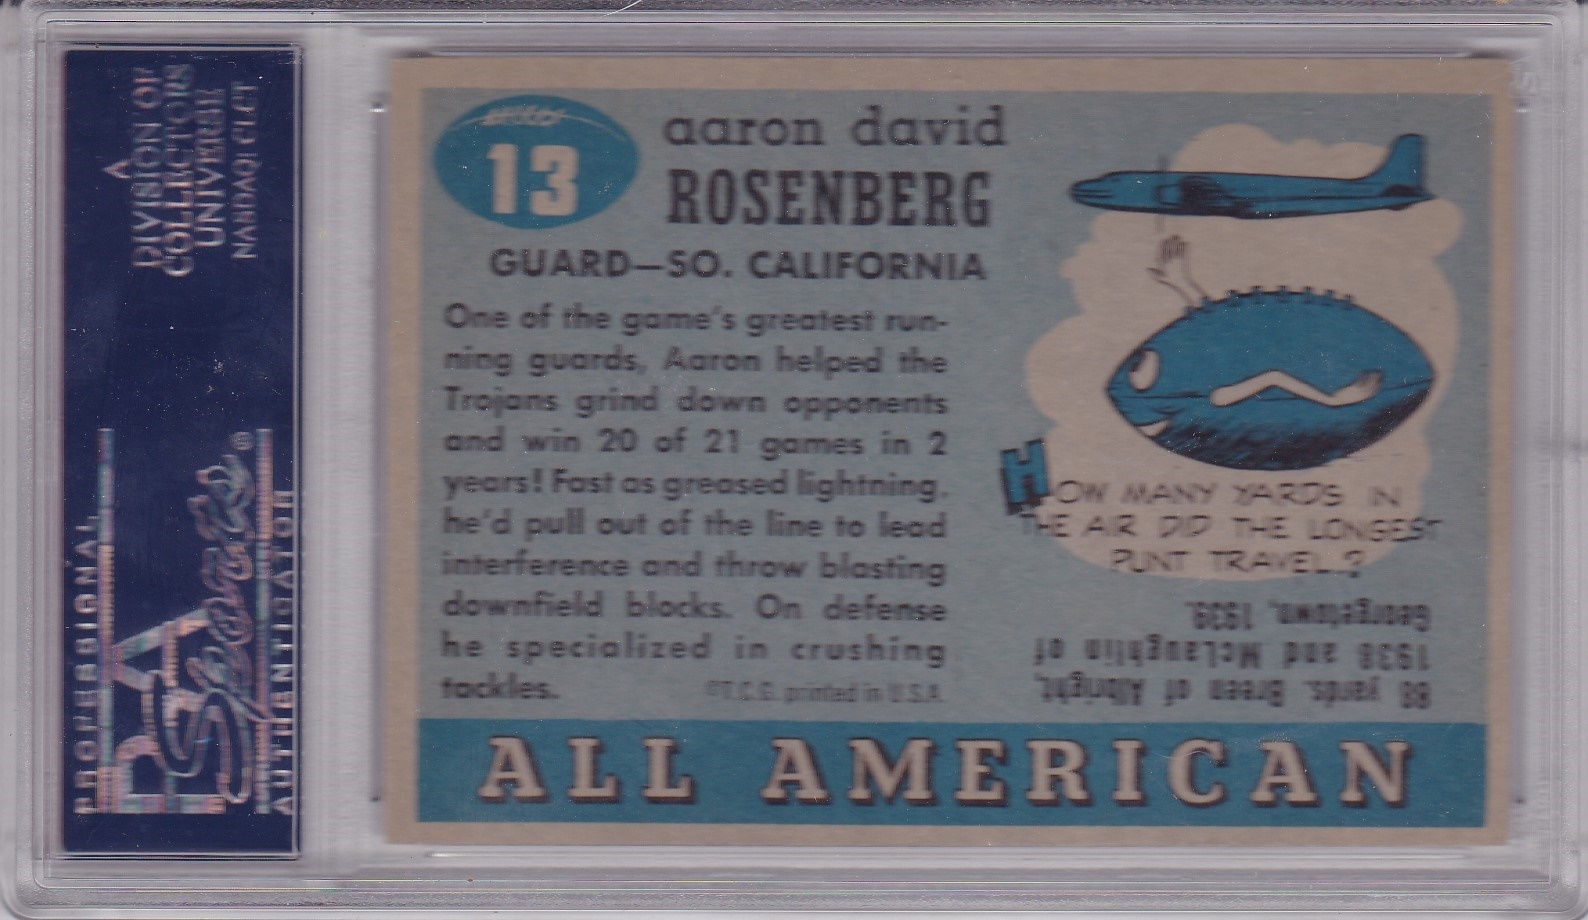 A
DIVISION OF
COLLECTORS
UNIVERSE
NASDAQ: CLCT
PROFESSIONAL
PSA
Sports
AUTHENTICATOR
13
aaron david
ROSENBERG
GUARD—SO. CALIFORNIA
One of the game's greatest run-
ning guards, Aaron helped the
Trojans grind down opponents
and win 20 of 21 games in 2
years! Fast as greased lightning,
he'd pull out of the line to lead
interference and throw blasting
downfield blocks. On defense
he specialized in crushing
tackles.
©T.C.G. printed in U.S.A.
HOW MANY YARDS IN
THE AIR DID THE LONGEST
PUNT TRAVEL?
88 yards. Breen of Albright,
1938 and McLaughlin of
Georgetown, 1939.
ALL AMERICAN